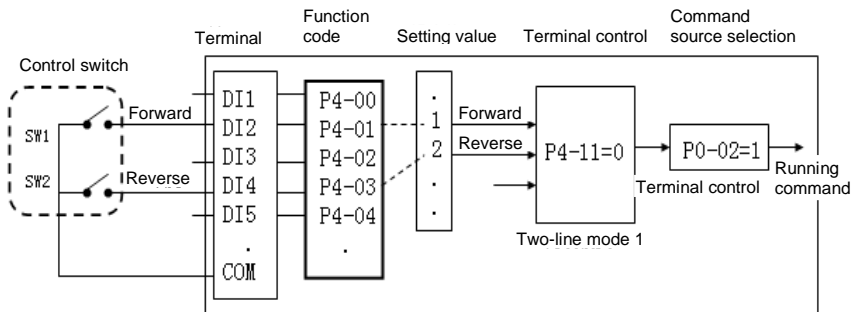 Function code
Command source selection
Terminal
Setting value
Terminal control
Control switch
DI1
P4-00
.
Forward
DI2
P4-01
1
Forward
SW1
DI3
P4-02
2
Reverse
P4-11=0
P0-02=1
SW2
Reverse
DI4
P4-03
.
Terminal control
Running command
DI5
P4-04
.
.
.
Two-line mode 1
COM